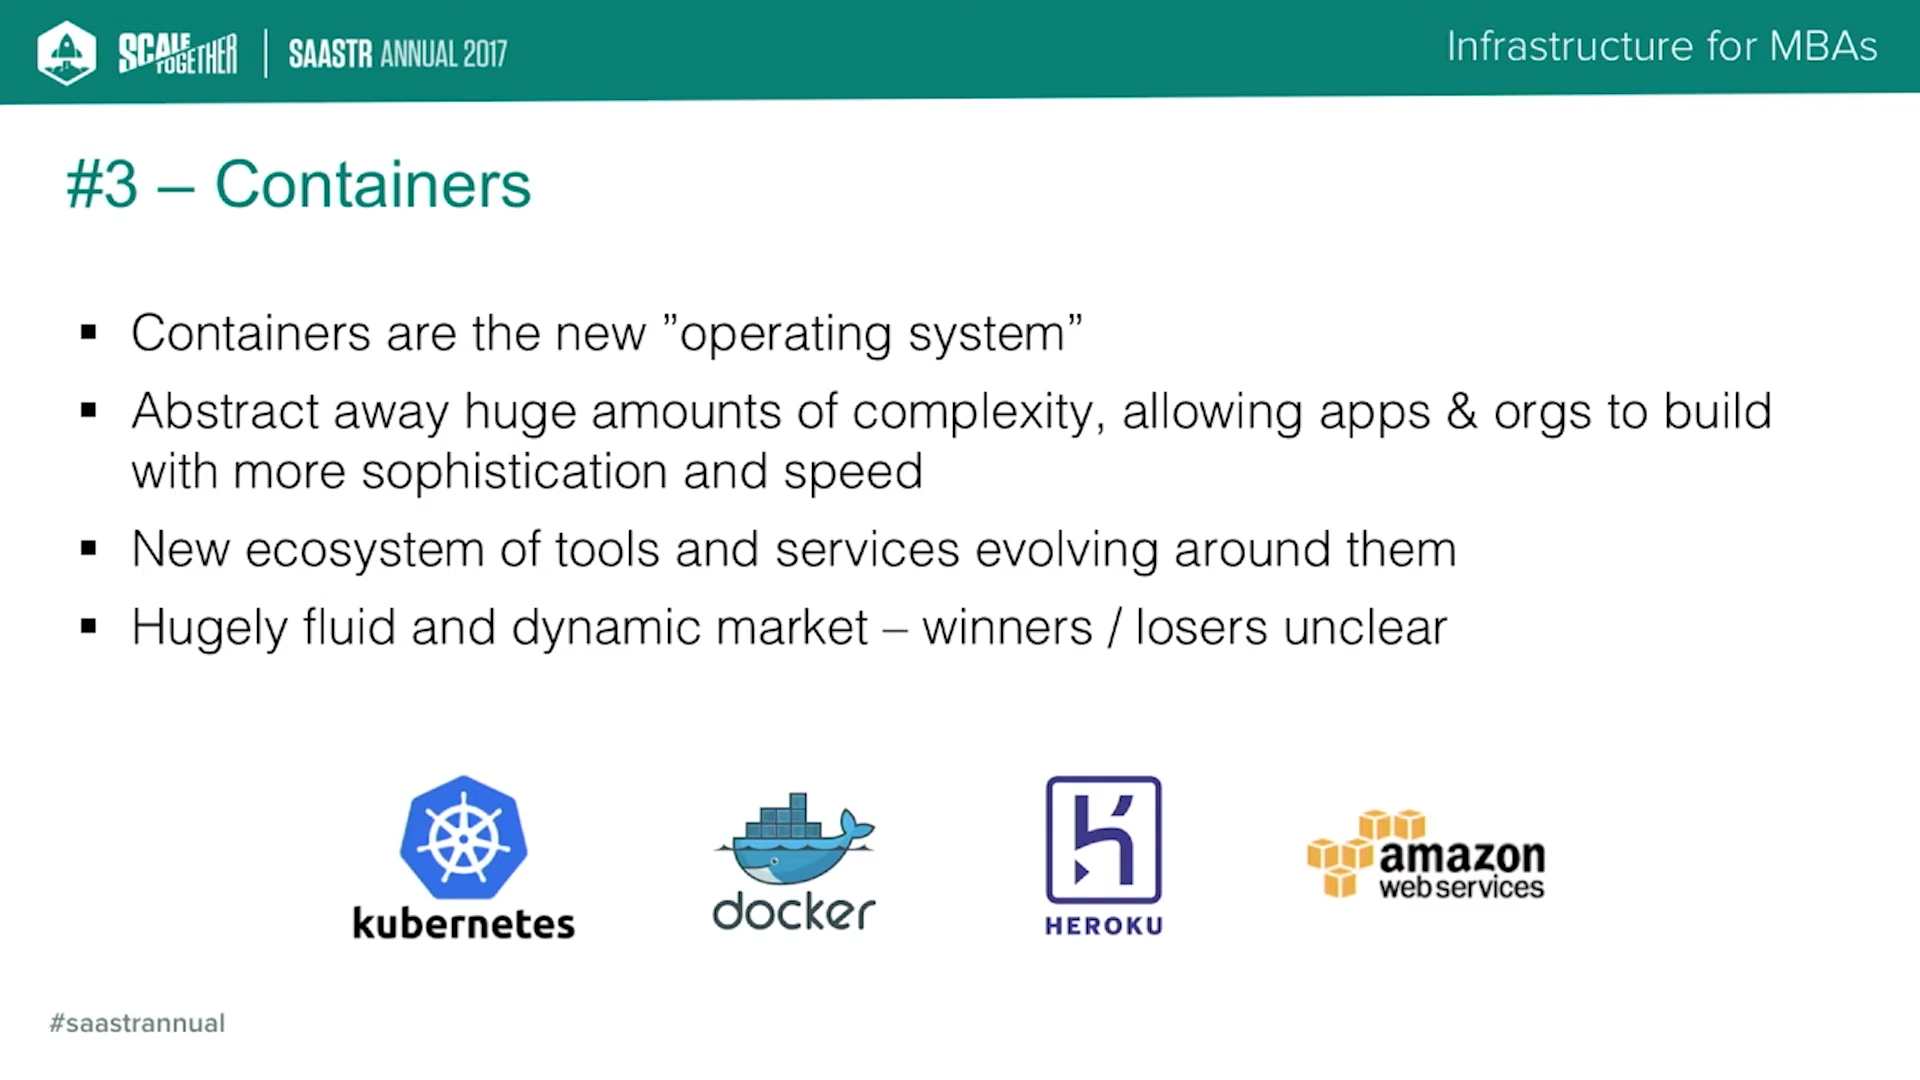 SCALE TOGETHER
SAASTR ANNUAL 2017
Infrastructure for MBAs
#3 – Containers
▪ Containers are the new ”operating system”
▪ Abstract away huge amounts of complexity, allowing apps & orgs to build
with more sophistication and speed
▪ New ecosystem of tools and services evolving around them
▪ Hugely fluid and dynamic market – winners / losers unclear
kubernetes
docker
HEROKU
amazon
web services
#saastrannual